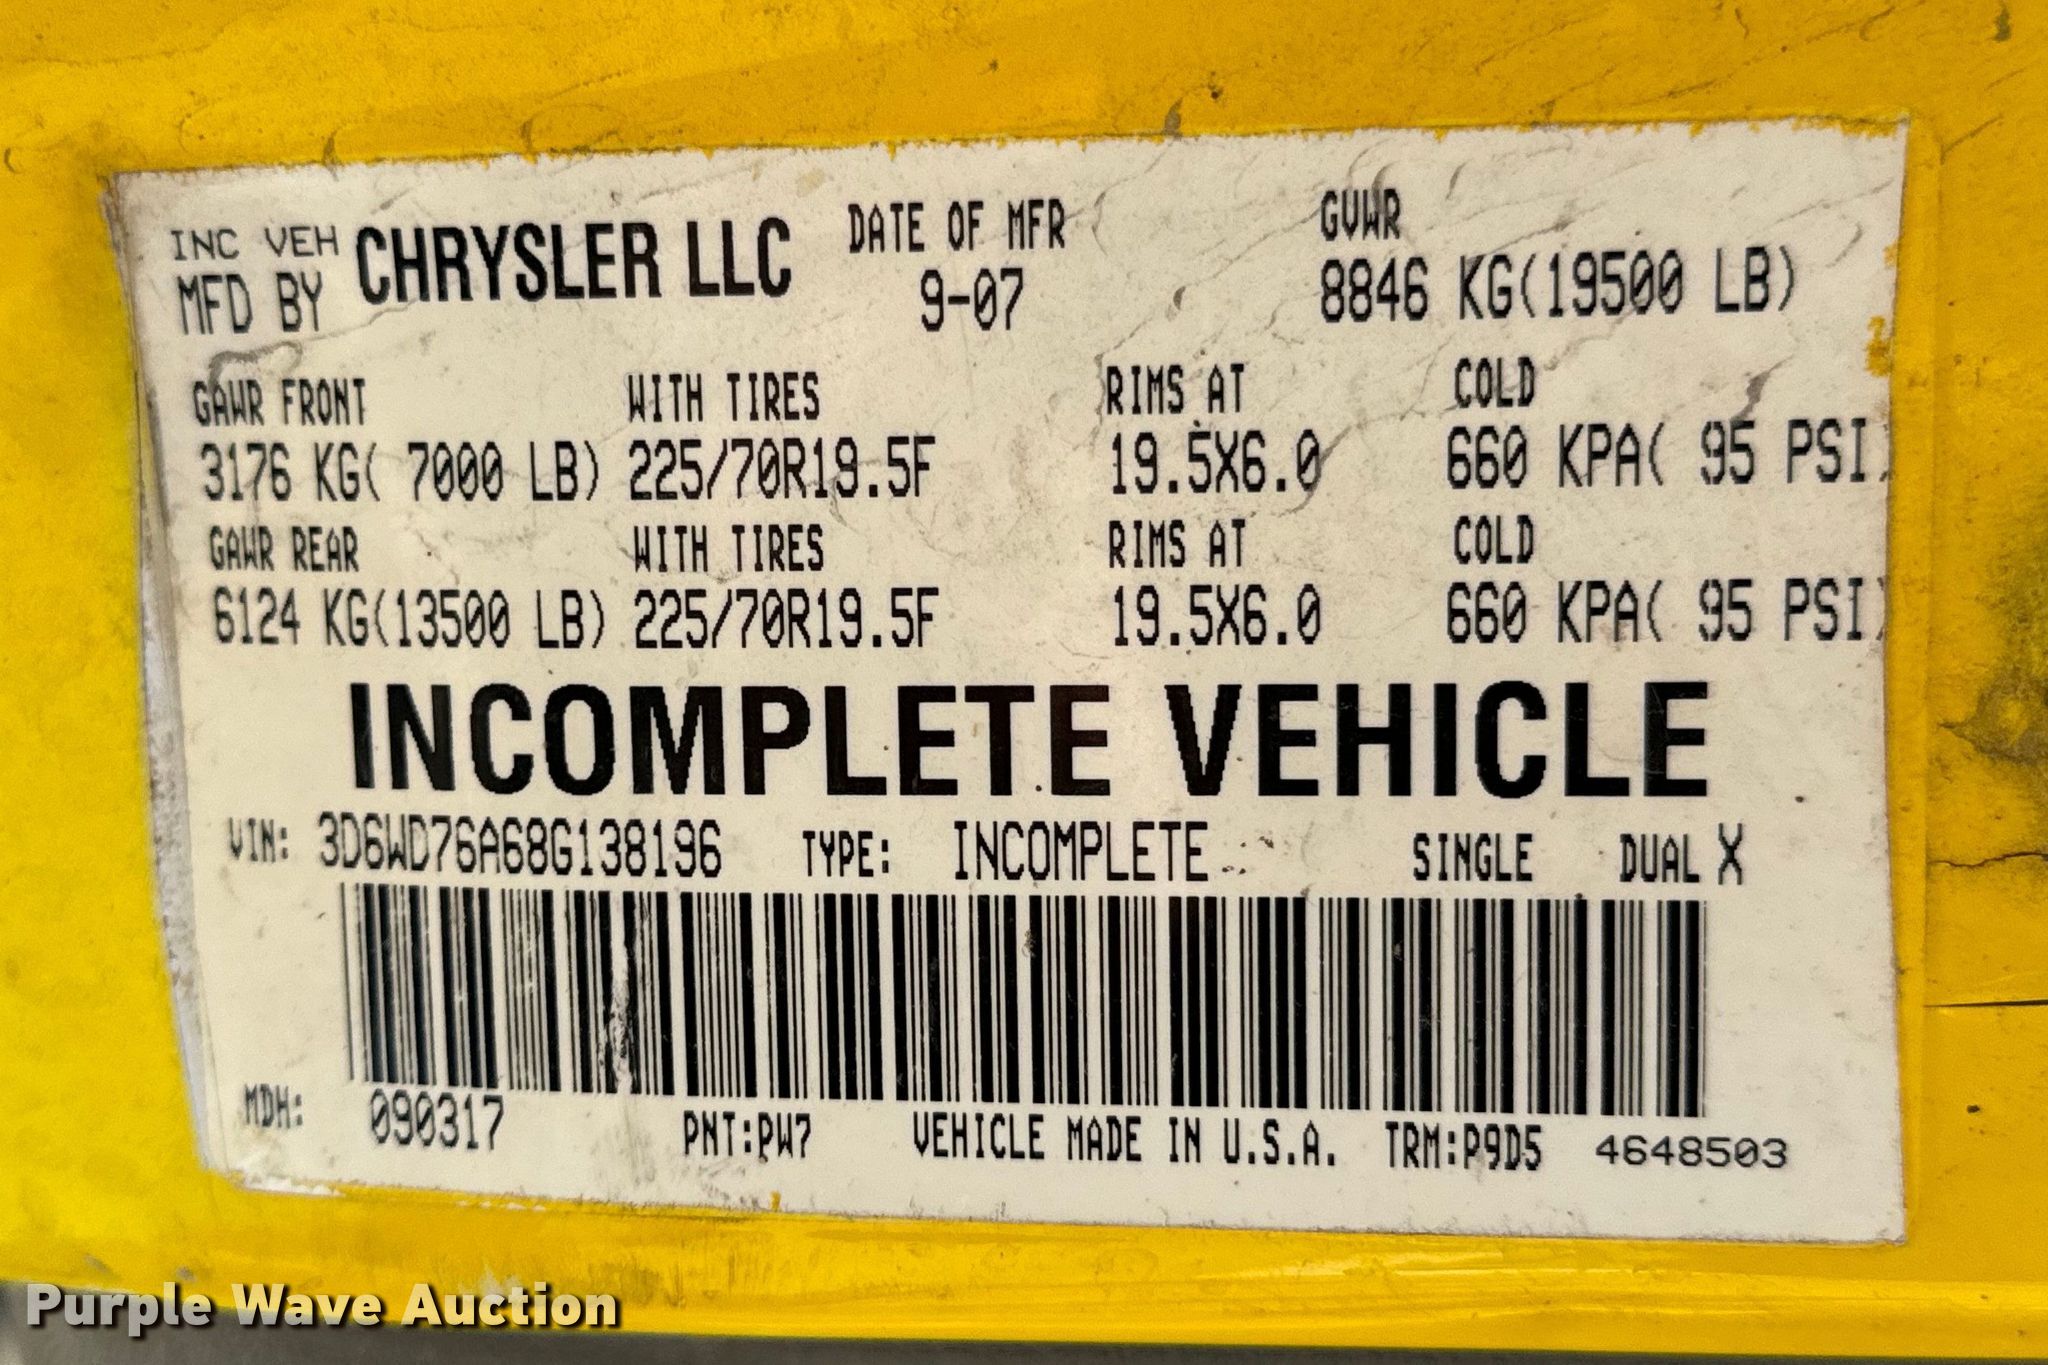 INC VEH
MFD BY CHRYSLER LLC DATE OF MFR 9-07 GVWR 8846 KG(19500 LB)
GAWR FRONT WITH TIRES RIMS AT COLD
3176 KG( 7000 LB) 225/70R19.5F 19.5X6.0 660 KPA( 95 PSI)
GAWR REAR WITH TIRES RIMS AT COLD
6124 KG(13500 LB) 225/70R19.5F 19.5X6.0 660 KPA( 95 PSI)
INCOMPLETE VEHICLE
VIN: 3D6WD76A68G138196 TYPE: INCOMPLETE SINGLE DUAL X
MDH: 090317 PNT:PW7 VEHICLE MADE IN U.S.A. TRM:P9D5 4648503
Purple Wave Auction